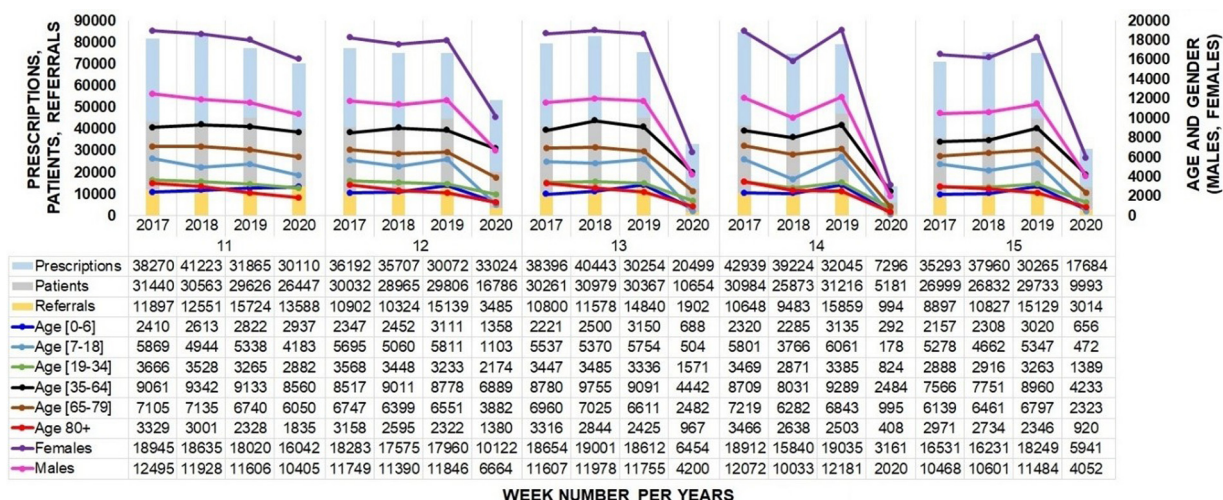 PRESCRIPTIONS,
PATIENTS, REFERRALS
90000
80000
70000
60000
50000
40000
30000
20000
10000
0
20000
18000
16000
14000
12000
10000
8000
6000
4000
2000
0
AGE AND GENDER
(MALES, FEMALES)
2017 2018 2019 2020 2017 2018 2019 2020 2017 2018 2019 2020 2017 2018 2019 2020 2017 2018 2019 2020
11 12 13 14 15
Prescriptions 38270 41223 31865 30110 36192 35707 30072 33024 38396 40443 30254 20499 42939 39224 32045 7296 35293 37960 30265 17684
Patients 31440 30563 29626 26447 30032 28965 29806 16786 30261 30979 30367 10654 30984 25873 31216 5181 26999 26832 29733 9993
Referrals 11897 12551 15724 13588 10902 10324 15139 3485 10800 11578 14840 1902 10648 9483 15859 994 8897 10827 15129 3014
Age [0-6] 2410 2613 2822 2937 2347 2452 3111 1358 2221 2500 3150 688 2320 2285 3135 292 2157 2308 3020 656
Age [7-18] 5869 4944 5338 4183 5695 5060 5811 1103 5537 5370 5754 504 5801 3766 6061 178 5278 4662 5347 472
Age [19-34] 3666 3528 3265 2882 3568 3448 3233 2174 3447 3485 3336 1571 3469 2871 3385 824 2888 2916 3263 1389
Age [35-64] 9061 9342 9133 8560 8517 9011 8778 6889 8780 9755 9091 4442 8709 8031 9289 2484 7566 7751 8960 4233
Age [65-79] 7105 7135 6740 6050 6747 6399 6551 3882 6960 7025 6611 2482 7219 6282 6843 995 6139 6461 6797 2323
Age 80+ 3329 3001 2328 1835 3158 2595 2322 1380 3316 2844 2425 967 3466 2638 2503 408 2971 2734 2346 920
Females 18945 18635 18020 16042 18283 17575 17960 10122 18654 19001 18612 6454 18912 15840 19035 3161 16531 16231 18249 5941
Males 12495 11928 11606 10405 11749 11390 11846 6664 11607 11978 11755 4200 12072 10033 12181 2020 10468 10601 11484 4052
WEEK NUMBER PER YEARS